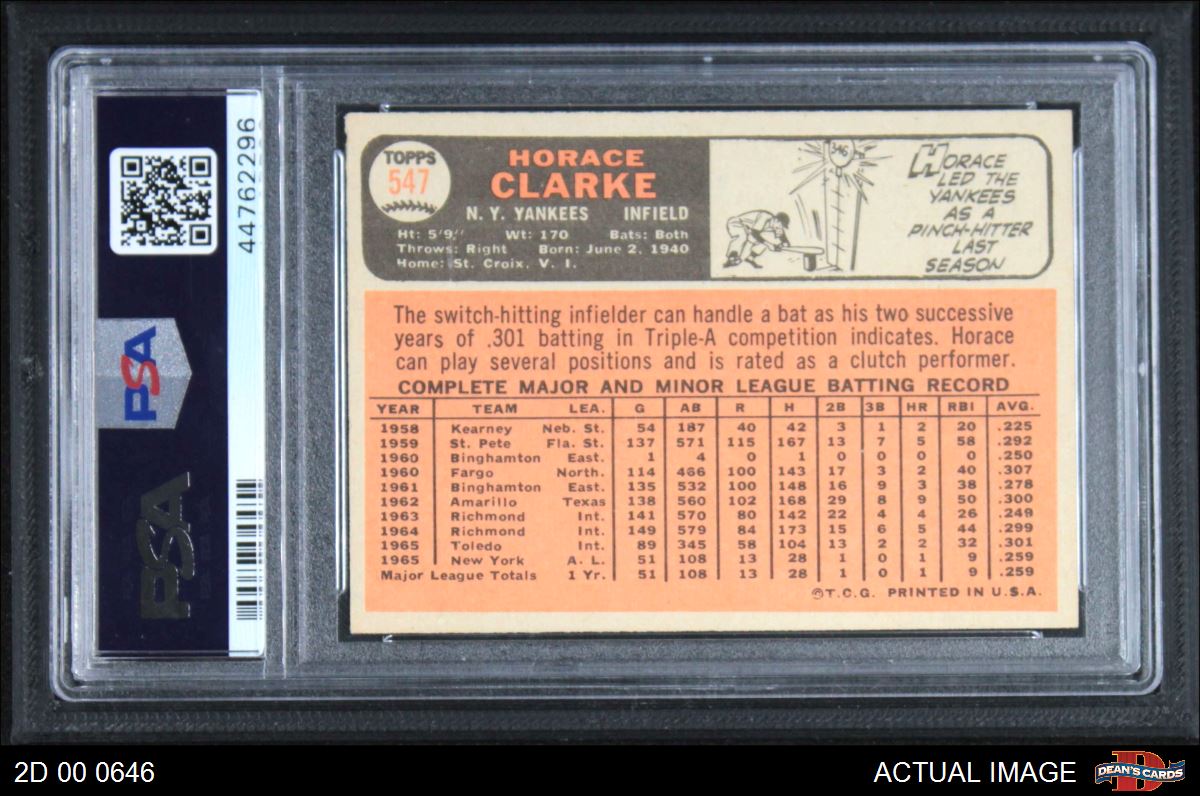 44762296
PSA
PSA
TOPPS
547
HORACE
CLARKE
N. Y. YANKEES INFIELD
Ht: 5'9" Wt: 170 Bats: Both
Throws: Right Born: June 2, 1940
Home: St. Croix, V. I.
346
HORACE
LED THE
YANKEES
AS A
PINCH-HITTER
LAST
SEASON
The switch-hitting infielder can handle a bat as his two successive
years of .301 batting in Triple-A competition indicates. Horace
can play several positions and is rated as a clutch performer.
COMPLETE MAJOR AND MINOR LEAGUE BATTING RECORD
YEAR TEAM LEA. G AB R H 2B 3B HR RBI AVG.
1958 Kearney Neb. St. 54 187 40 42 3 1 2 20 .225
1959 St. Pete Fla. St. 137 571 115 167 13 7 5 58 .292
1960 Binghamton East. 1 4 0 1 0 0 0 0 .250
1960 Fargo North. 114 466 100 143 17 3 2 40 .307
1961 Binghamton East. 135 532 100 148 16 9 3 38 .278
1962 Amarillo Texas 138 560 102 168 29 8 9 50 .300
1963 Richmond Int. 141 570 80 142 22 4 4 26 .249
1964 Richmond Int. 149 579 84 173 15 6 5 44 .299
1965 Toledo Int. 89 345 58 104 13 2 2 32 .301
1965 New York A. L. 51 108 13 28 1 0 1 9 .259
Major League Totals 1 Yr. 51 108 13 28 1 0 1 9 .259
©T.C.G. PRINTED IN U.S.A.
2D 00 0646
ACTUAL IMAGE
D
DEAN'S CARDS